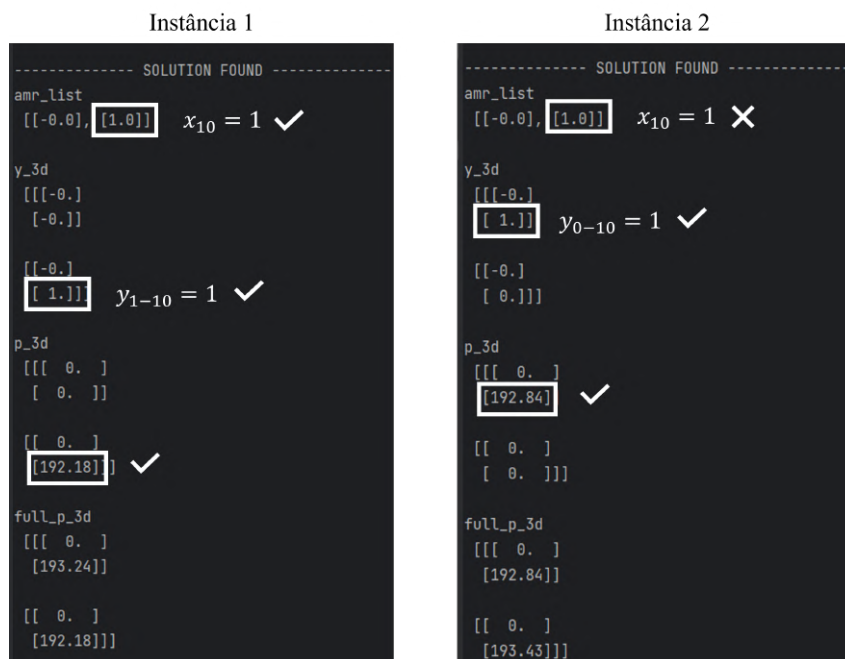 Instância 1
-------------- SOLUTION FOUND --------------
amr_list
[[-0.0], [1.0]] x₁₀ = 1 ✓
y_3d
[[[-0.]
[-0.]]
[[-0.]
[ 1.]]] y₁₋₁₀ = 1 ✓
p_3d
[[[ 0. ]
[ 0. ]]
[[ 0. ]
[192.18]]] ✓
full_p_3d
[[[ 0. ]
[193.24]]
[[ 0. ]
[192.18]]]
Instância 2
-------------- SOLUTION FOUND --------------
amr_list
[[-0.0], [1.0]] x₁₀ = 1 ✗
y_3d
[[[-0.]
[ 1.]] y₀₋₁₀ = 1 ✓
[[-0.]
[ 0.]]]
p_3d
[[[ 0. ]
[192.84] ✓
[[ 0. ]
[ 0. ]]]
full_p_3d
[[[ 0. ]
[192.84]]
[[ 0. ]
[193.43]]]